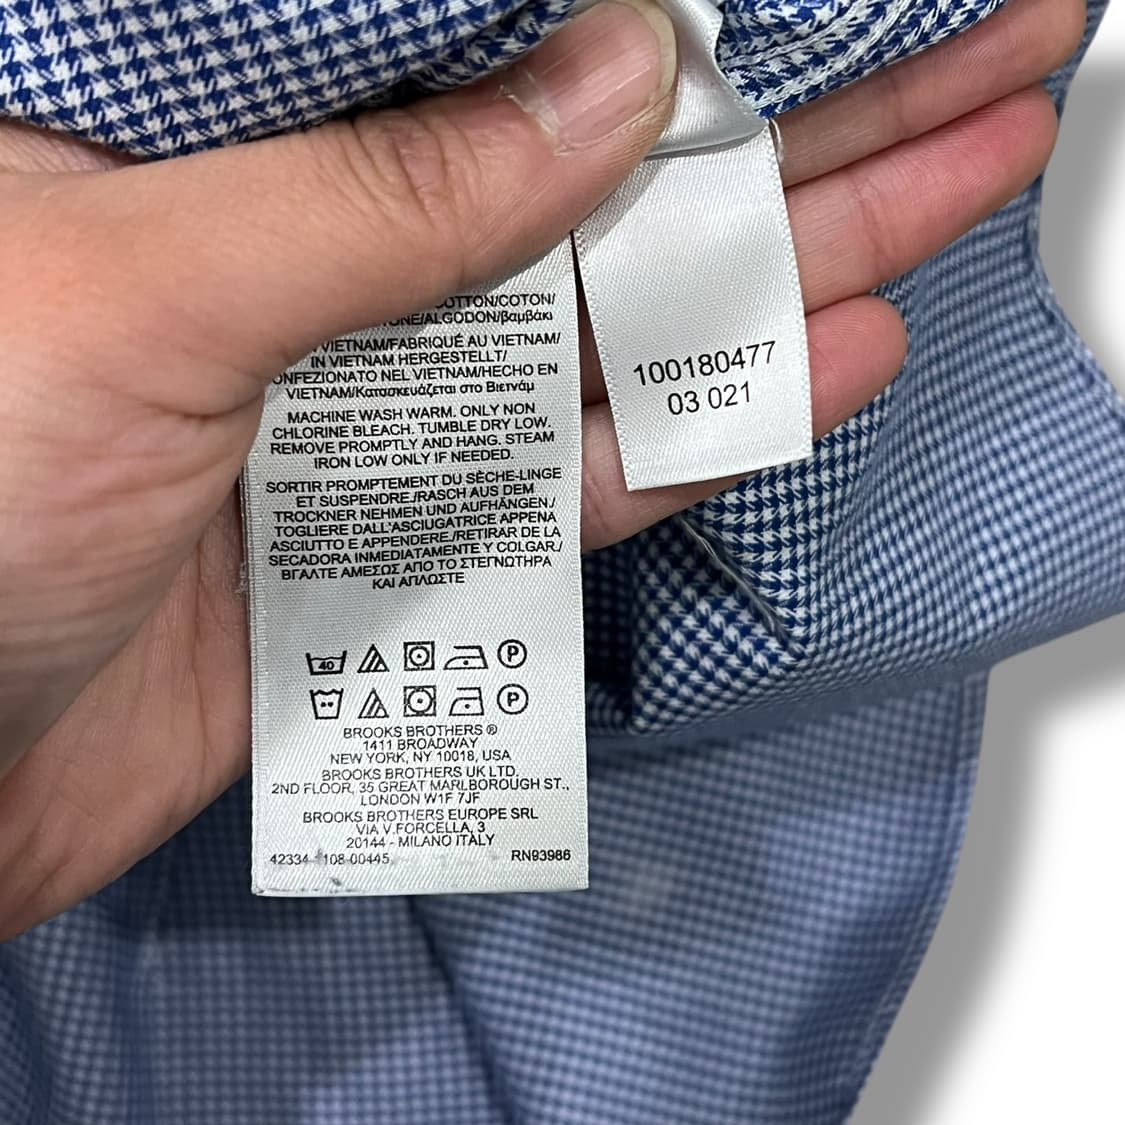 COTTON/COTON/
/ALGODON/βαμβάκι
VIETNAM/FABRIQUÉ AU VIETNAM/
IN VIETNAM HERGESTELLT/
ONFEZIONATO NEL VIETNAM/HECHO EN
VIETNAM/Κατασκευάζεται στο Βιετνάμ
MACHINE WASH WARM. ONLY NON
CHLORINE BLEACH. TUMBLE DRY LOW.
REMOVE PROMPTLY AND HANG. STEAM
IRON LOW ONLY IF NEEDED.
SORTIR PROMPTEMENT DU SÈCHE-LINGE
ET SUSPENDRE./RASCH AUS DEM
TROCKNER NEHMEN UND AUFHÄNGEN./
TOGLIERE DALL'ASCIUGATRICE APPENA
ASCIUTTO E APPENDERE./RETIRAR DE LA
SECADORA INMEDIATAMENTE Y COLGAR./
ΒΓΑΛΤΕ ΑΜΕΣΩΣ ΑΠΟ ΤΟ ΣΤΕΓΝΩΤΗΡΑ
ΚΑΙ ΑΠΛΩΣΤΕ
40 P
P
BROOKS BROTHERS ®
1411 BROADWAY
NEW YORK, NY 10018, USA
BROOKS BROTHERS UK LTD.
2ND FLOOR, 35 GREAT MARLBOROUGH ST.,
LONDON W1F 7JF
BROOKS BROTHERS EUROPE SRL
VIA V.FORCELLA, 3
20144 - MILANO ITALY
108-00445 RN93986
100180477
03 021